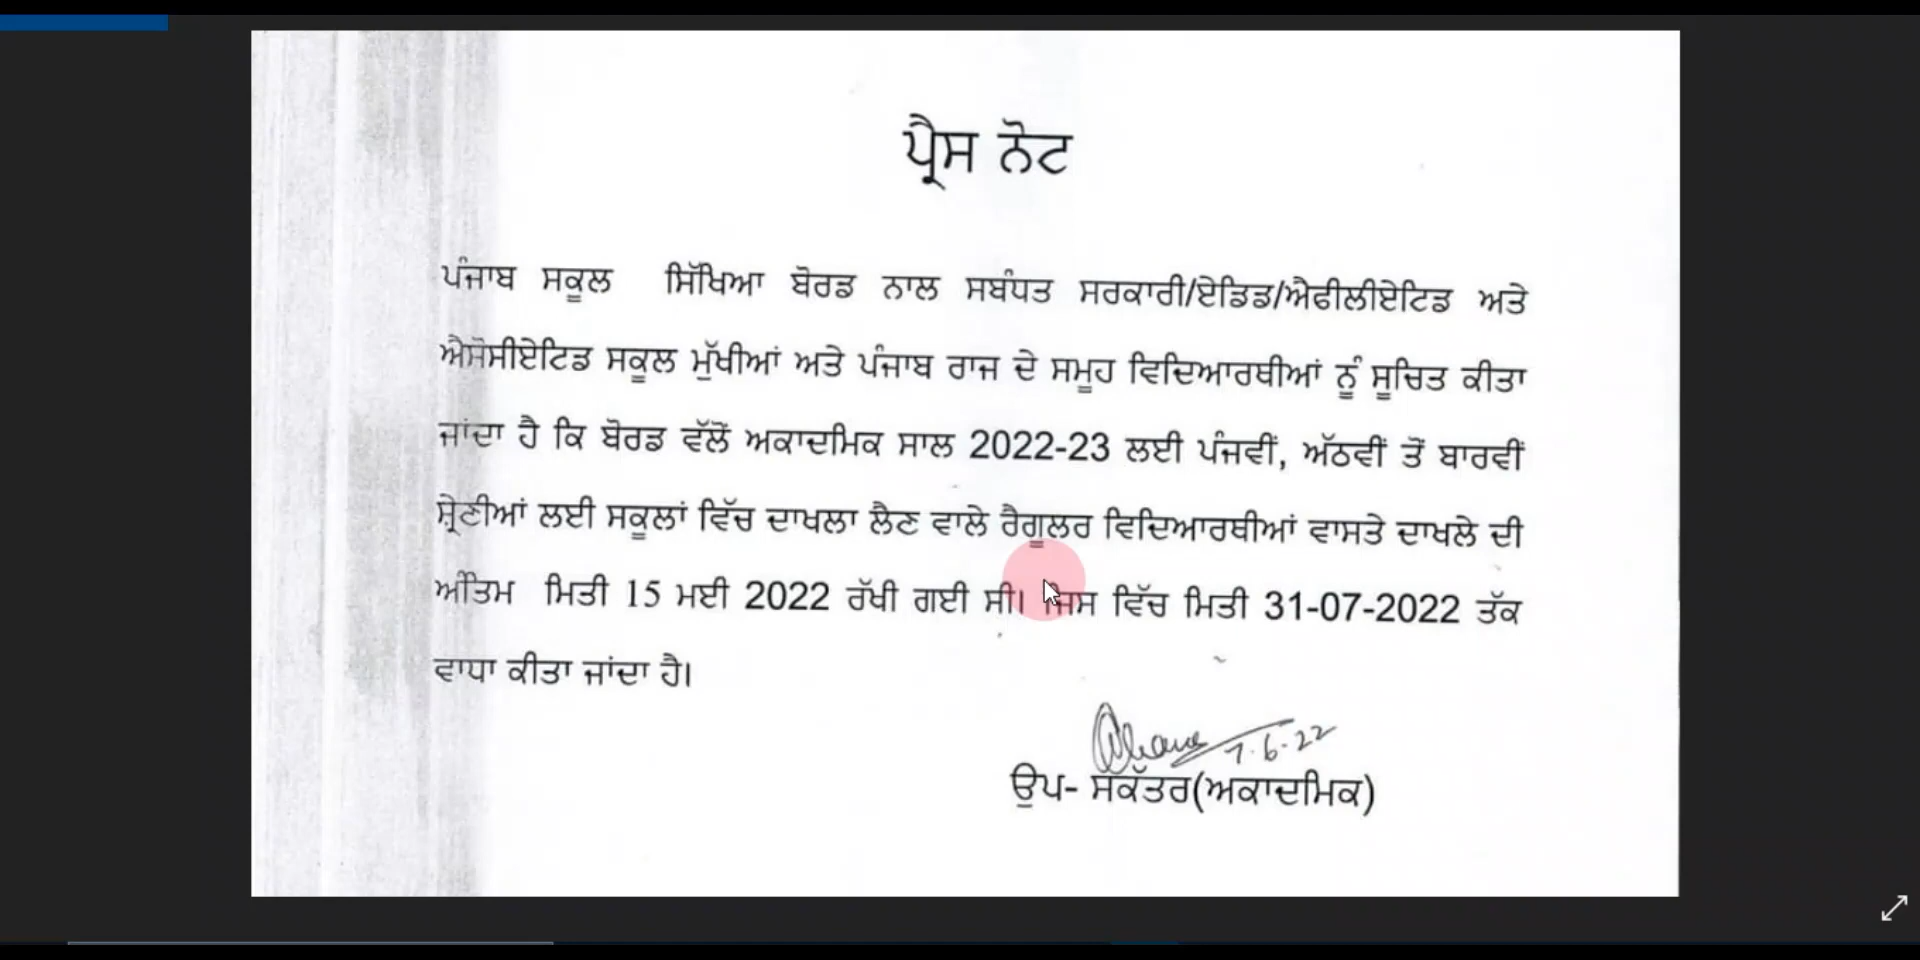 ਪ੍ਰੈਸ ਨੋਟ
ਪੰਜਾਬ ਸਕੂਲ ਸਿੱਖਿਆ ਬੋਰਡ ਨਾਲ ਸਬੰਧਤ ਸਰਕਾਰੀ/ਏਡਿਡ/ਐਫੀਲੀਏਟਿਡ ਅਤੇ
ਐਸੋਸੀਏਟਿਡ ਸਕੂਲ ਮੁੱਖੀਆਂ ਅਤੇ ਪੰਜਾਬ ਰਾਜ ਦੇ ਸਮੂਹ ਵਿਦਿਆਰਥੀਆਂ ਨੂੰ ਸੂਚਿਤ ਕੀਤਾ
ਜਾਂਦਾ ਹੈ ਕਿ ਬੋਰਡ ਵੱਲੋਂ ਅਕਾਦਮਿਕ ਸਾਲ 2022-23 ਲਈ ਪੰਜਵੀਂ, ਅੱਠਵੀਂ ਤੋਂ ਬਾਰਵੀਂ
ਸ਼੍ਰੇਣੀਆਂ ਲਈ ਸਕੂਲਾਂ ਵਿੱਚ ਦਾਖਲਾ ਲੈਣ ਵਾਲੇ ਰੈਗੂਲਰ ਵਿਦਿਆਰਥੀਆਂ ਵਾਸਤੇ ਦਾਖਲੇ ਦੀ
ਅੰਤਿਮ ਮਿਤੀ 15 ਮਈ 2022 ਰੱਖੀ ਗਈ ਸੀ। ਜਿਸ ਵਿੱਚ ਮਿਤੀ 31-07-2022 ਤੱਕ
ਵਾਧਾ ਕੀਤਾ ਜਾਂਦਾ ਹੈ।
7.6.22
ਉਪ- ਸਕੱਤਰ(ਅਕਾਦਮਿਕ)